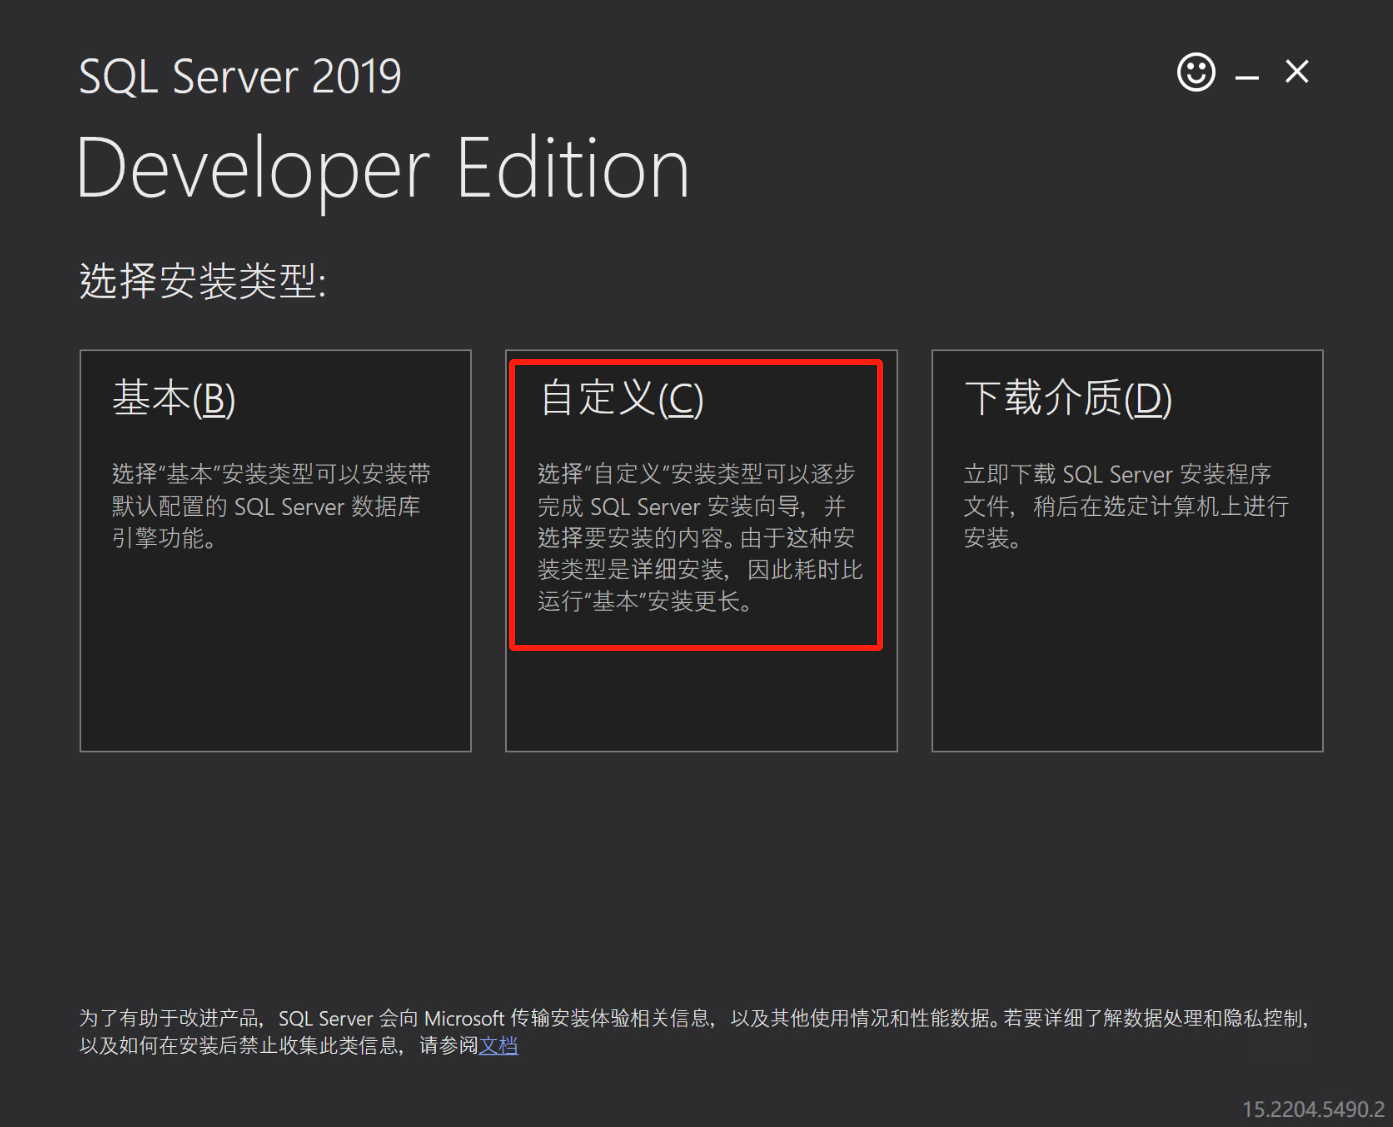 SQL Server 2019
Developer Edition
选择安装类型:
基本(B)
选择“基本”安装类型可以安装带
默认配置的 SQL Server 数据库
引擎功能。
自定义(C)
选择“自定义”安装类型可以逐步
完成 SQL Server 安装向导，并
选择要安装的内容。由于这种安
装类型是详细安装，因此耗时比
运行“基本”安装更长。
下载介质(D)
立即下载 SQL Server 安装程序
文件，稍后在选定计算机上进行
安装。
为了有助于改进产品，SQL Server 会向 Microsoft 传输安装体验相关信息，以及其他使用情况和性能数据。若要详细了解数据处理和隐私控制，
以及如何在安装后禁止收集此类信息，请参阅文档
15.2204.5490.2